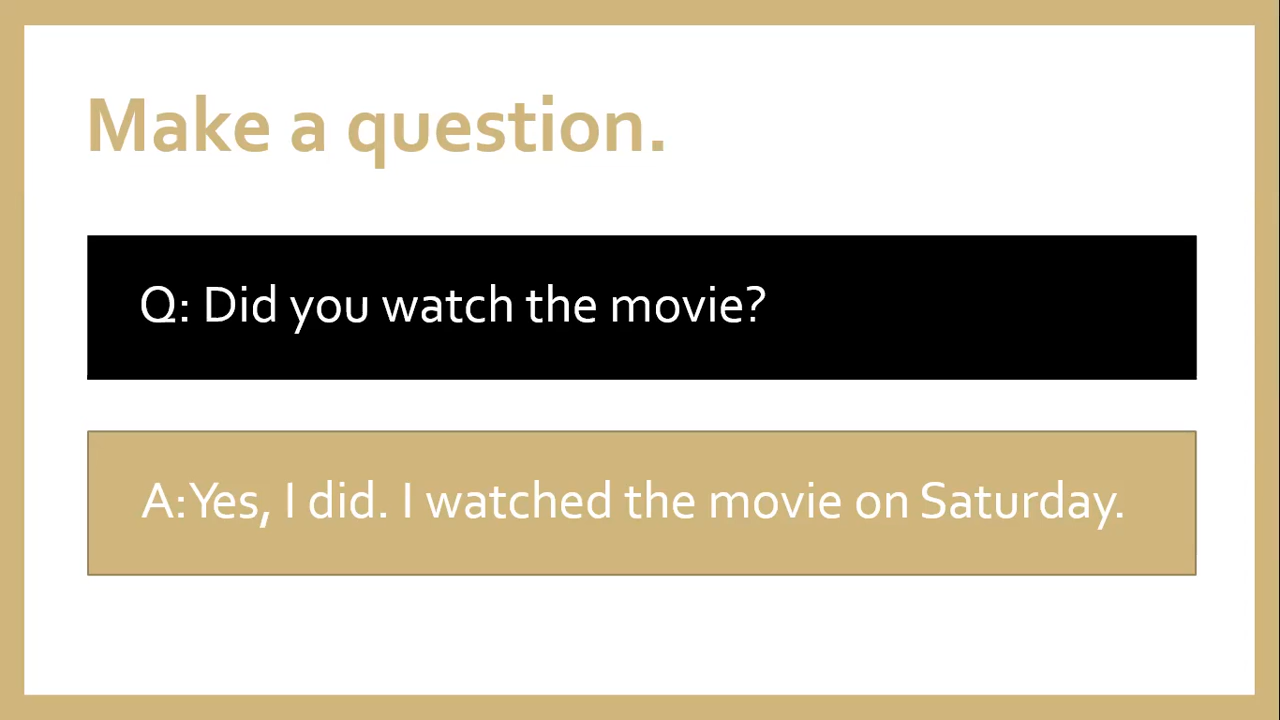 Make a question.
Q: Did you watch the movie?
A: Yes, I did. I watched the movie on Saturday.